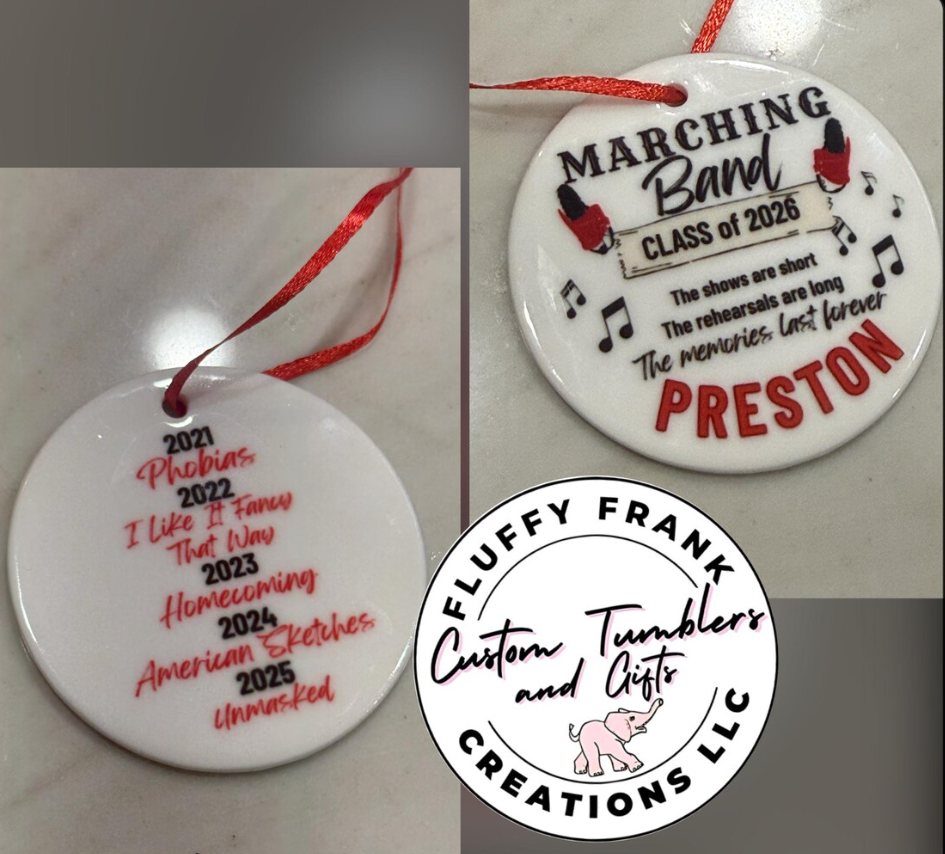 MARCHING
Band
CLASS of 2026
The shows are short
The rehearsals are long
The memories last forever
PRESTON
2021
Phobias
2022
I Like It Fancy
That Way
2023
Homecoming
2024
American Sketches
2025
Unmasked
FLUFFY FRANK
Custom Tumblers
and Gifts
CREATIONS LLC